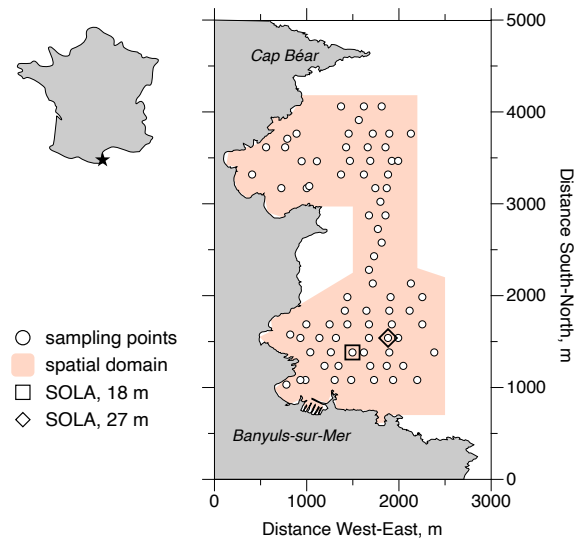 Cap Béar
Banyuls-sur-Mer
sampling points
spatial domain
SOLA, 18 m
SOLA, 27 m
5000
4000
3000
2000
1000
0
0
1000
2000
3000
Distance West-East, m
Distance South-North, m